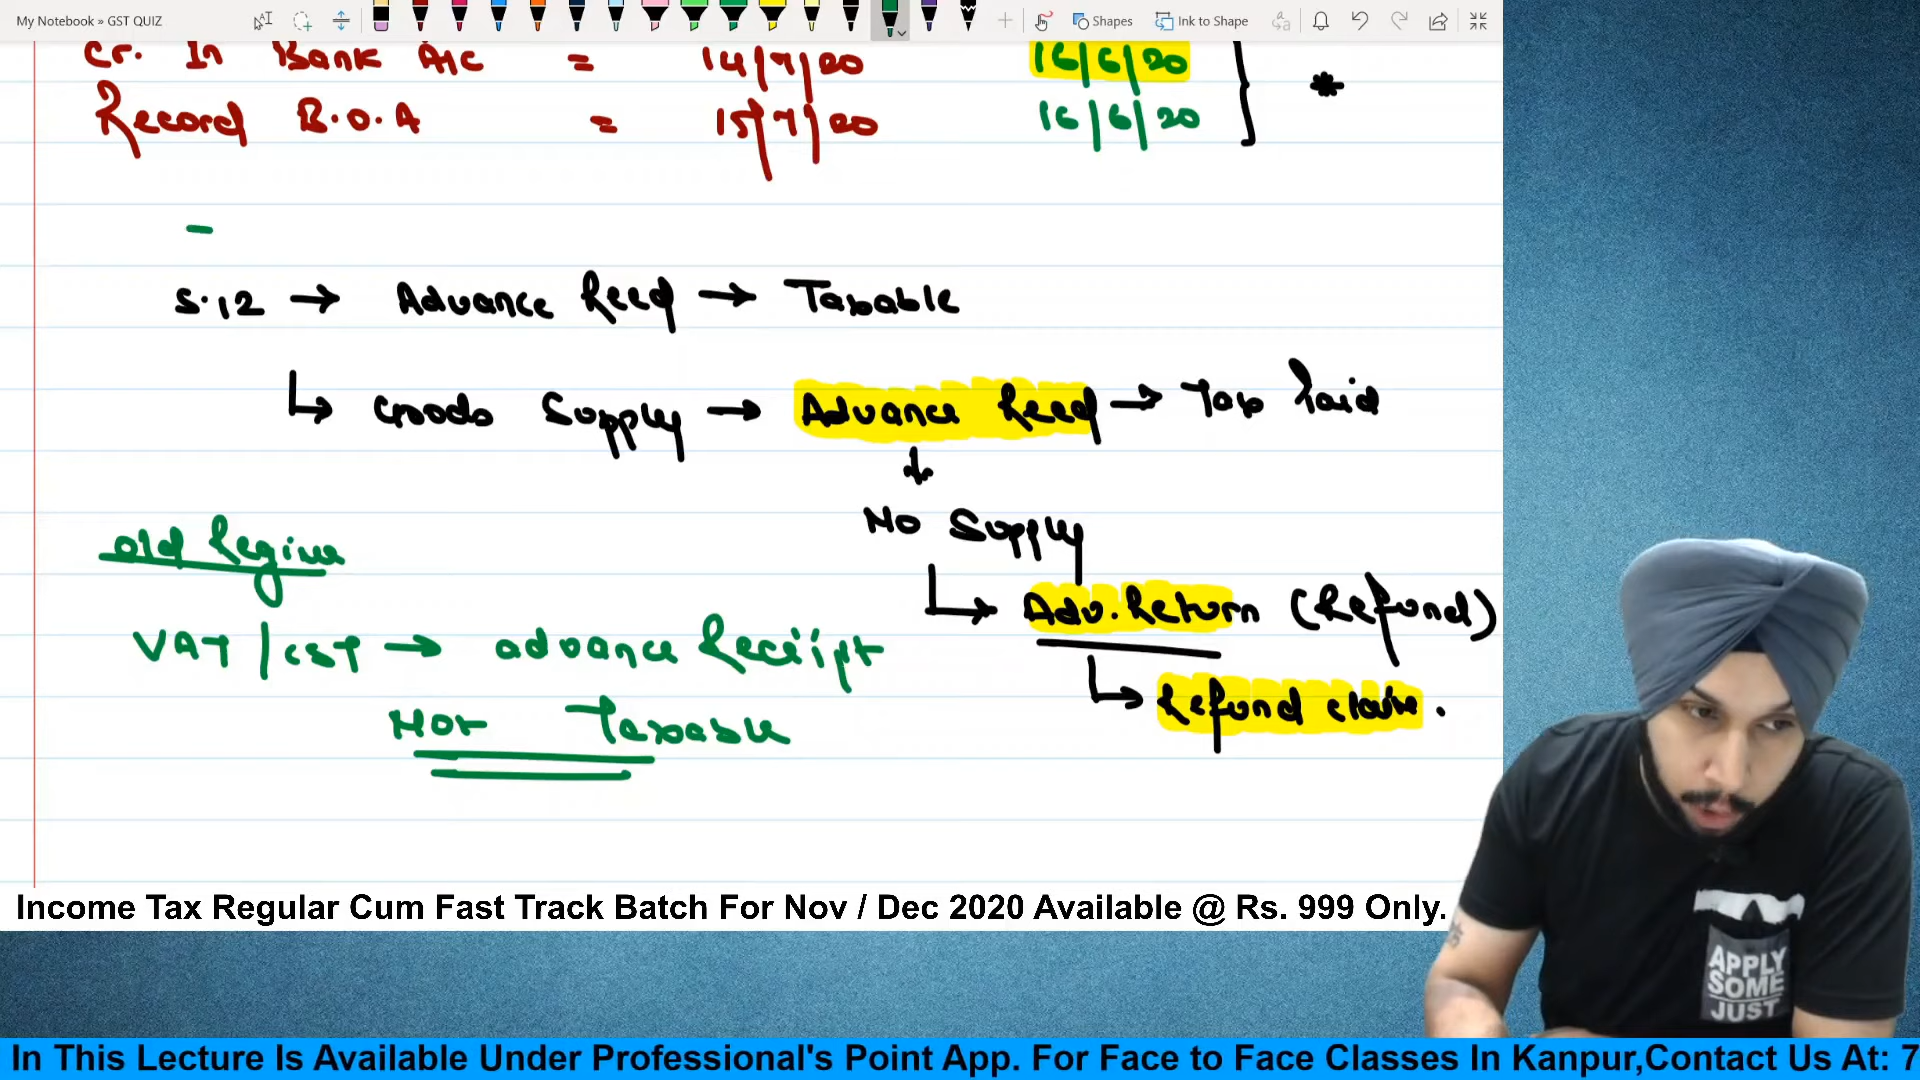 My Notebook » GST QUIZ
Shapes
Ink to Shape
Cr. In Bank A/C = 14/7/20 16/6/20
Record B.O.A = 15/7/20 16/6/20
S.12 → Advance Recd → Taxable
Goods Supply → Advance Recd → Tax Paid
No Supply
Old Regime
Adv. Return (Refund)
VAT / CST → advance Receiipt
Refund claim.
Not Taxable
Income Tax Regular Cum Fast Track Batch For Nov / Dec 2020 Available @ Rs. 999 Only.
APPLY
SOME
JUST
In This Lecture Is Available Under Professional's Point App. For Face to Face Classes In Kanpur,Contact Us At: 7